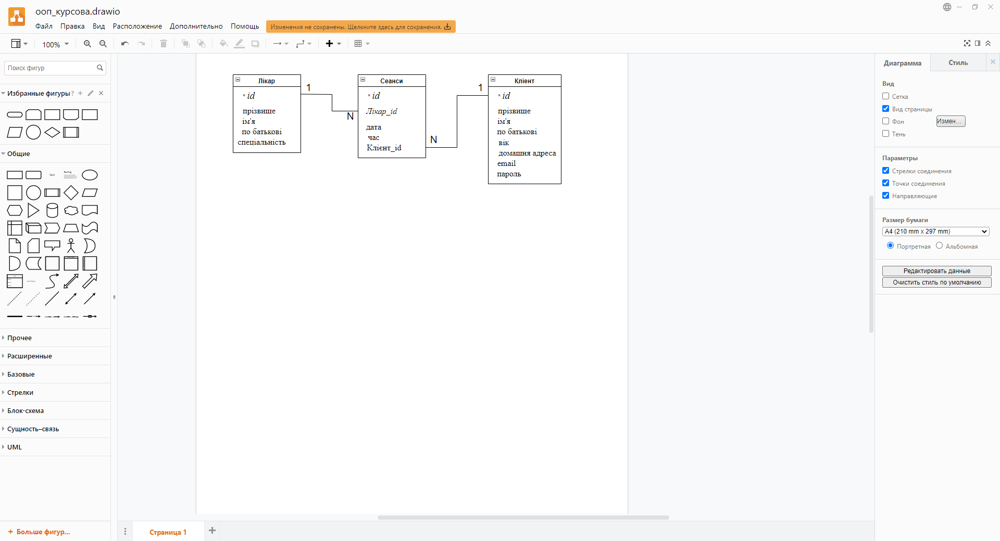 ооп_курсова.drawio
Файл Правка Вид Расположение Дополнительно Помощь Изменения не сохранены. Щелкните здесь для сохранения.
100%
Поиск фигур
Избранные фигуры ?
Общие
Text
Heading
List Item
Прочее
Расширенные
Базовые
Стрелки
Блок-схема
Сущность–связь
UML
+ Больше фигур...
Лікар
* id
прізвище
ім'я
по батькові
спеціальність
1
N
Сеанси
* id
Лікар_id
дата
час
Клієнт_id
N
1
Клієнт
* id
прізвище
ім'я
по батькові
вік
домашня адреса
email
пароль
Страница 1
Диаграмма Стиль
Вид
Сетка
Вид страницы
Фон Измен...
Тень
Параметры
Стрелки соединения
Точки соединения
Направляющие
Размер бумаги
A4 (210 mm x 297 mm)
Портретная Альбомная
Редактировать данные
Очистить стиль по умолчанию